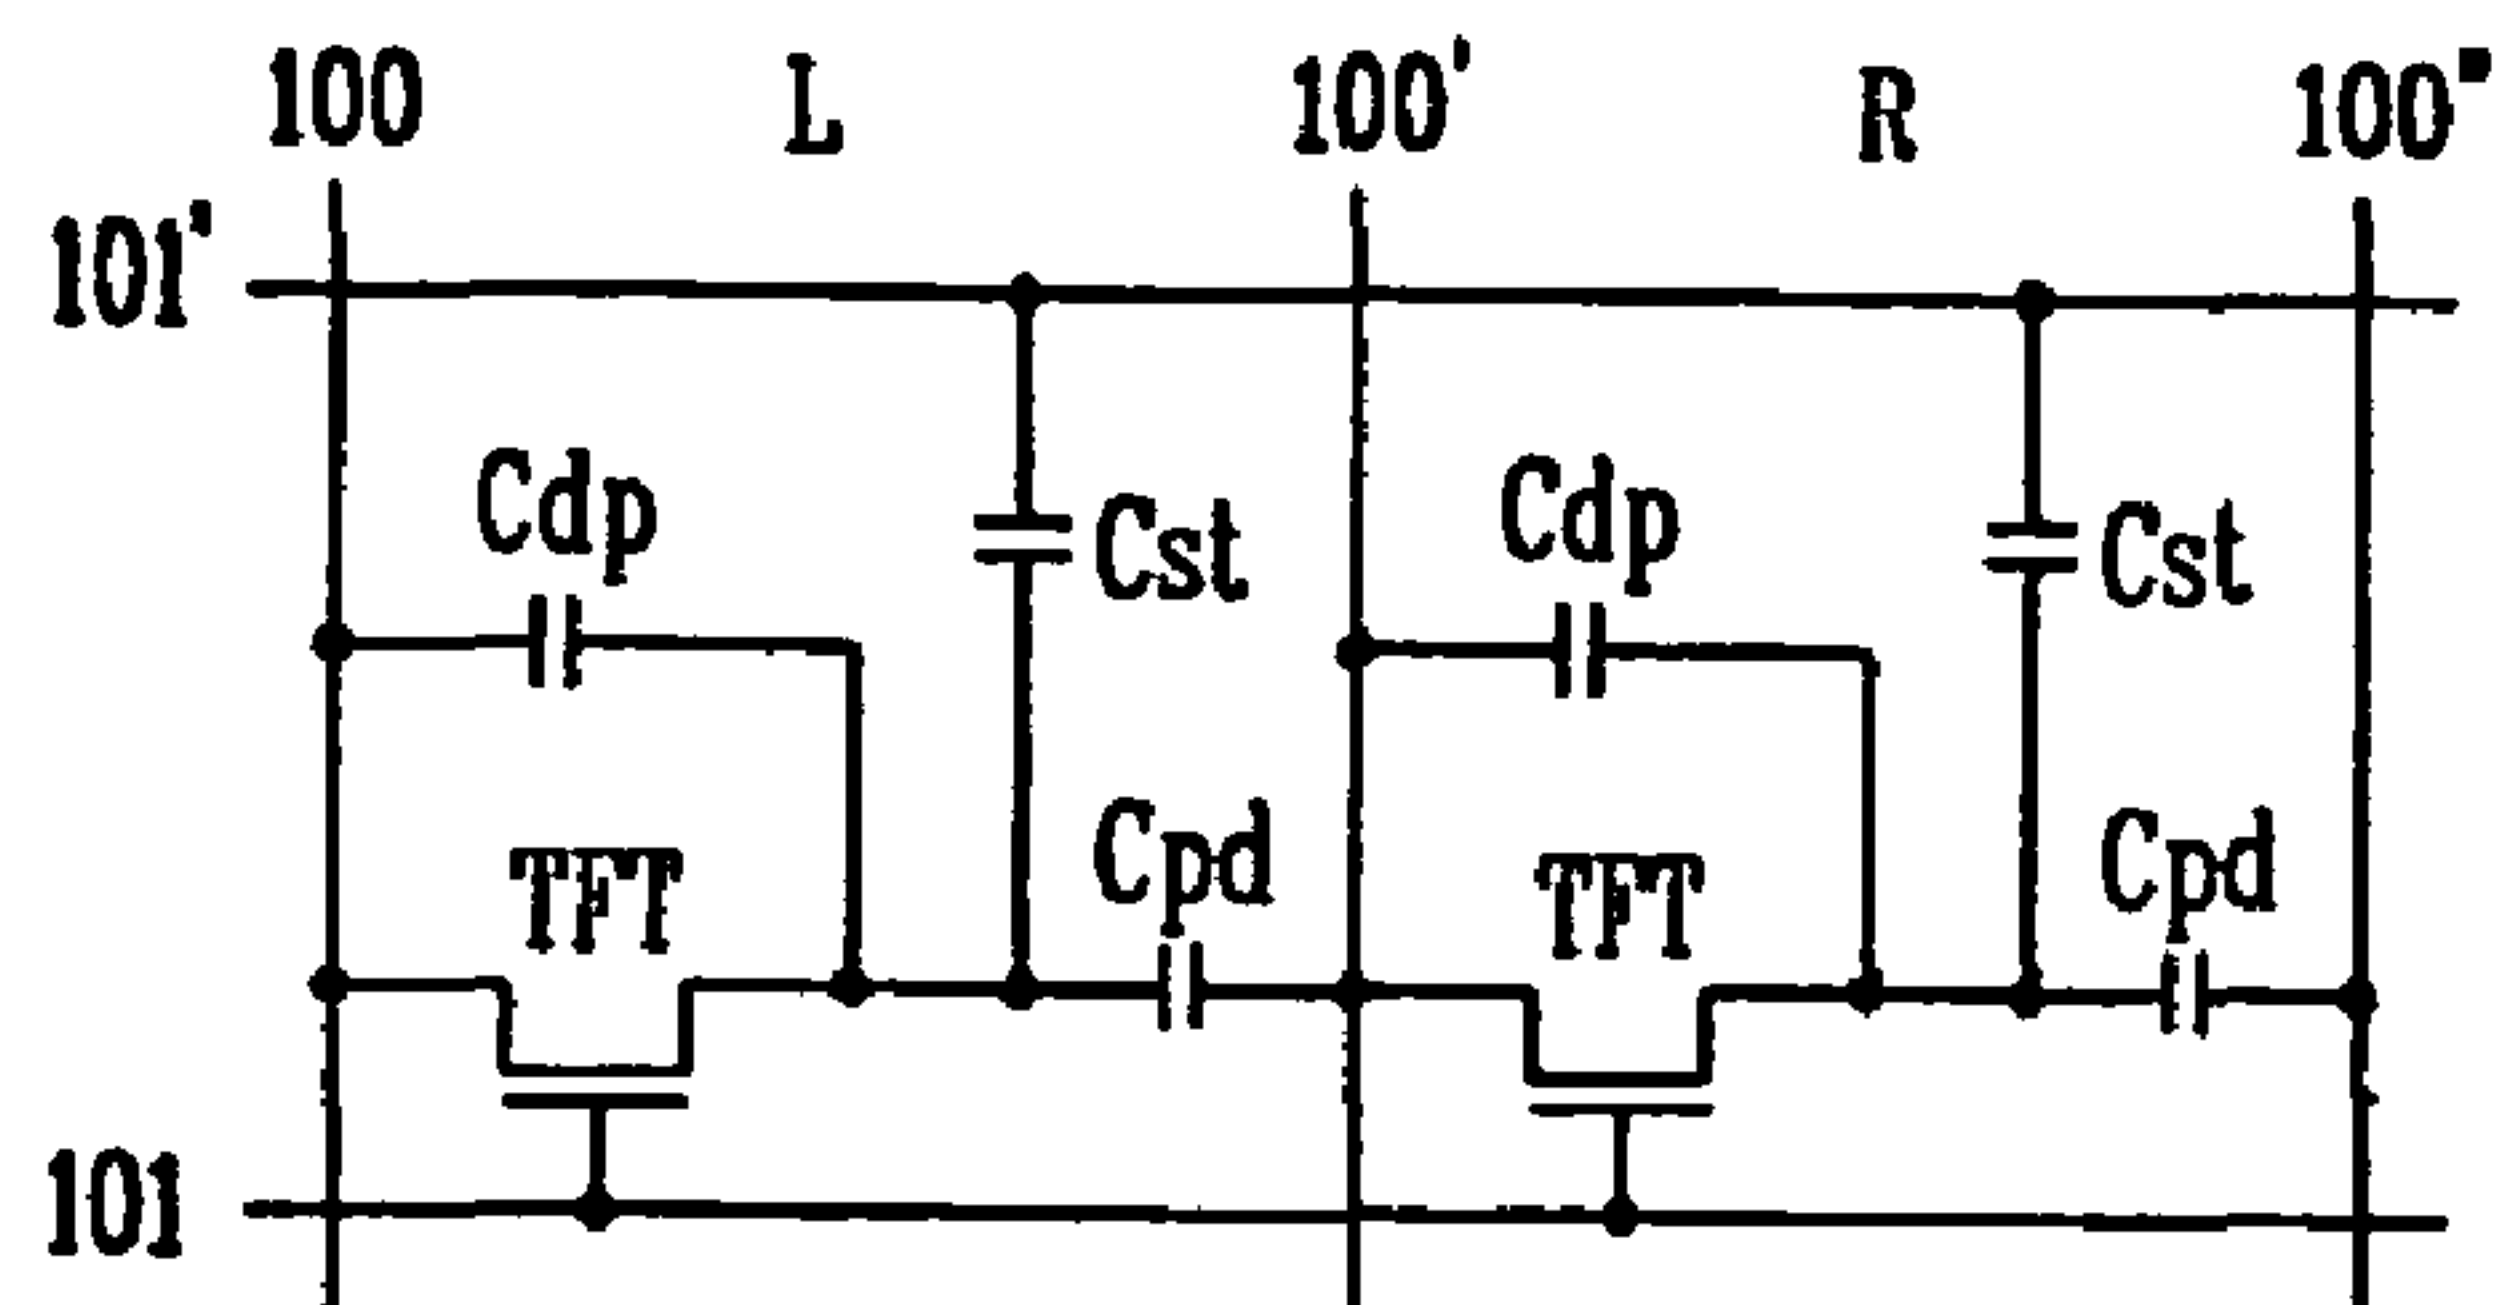 100 L 100' R 100"
101'
Cdp Cst Cdp Cst
TFT Cpd TFT Cpd
101